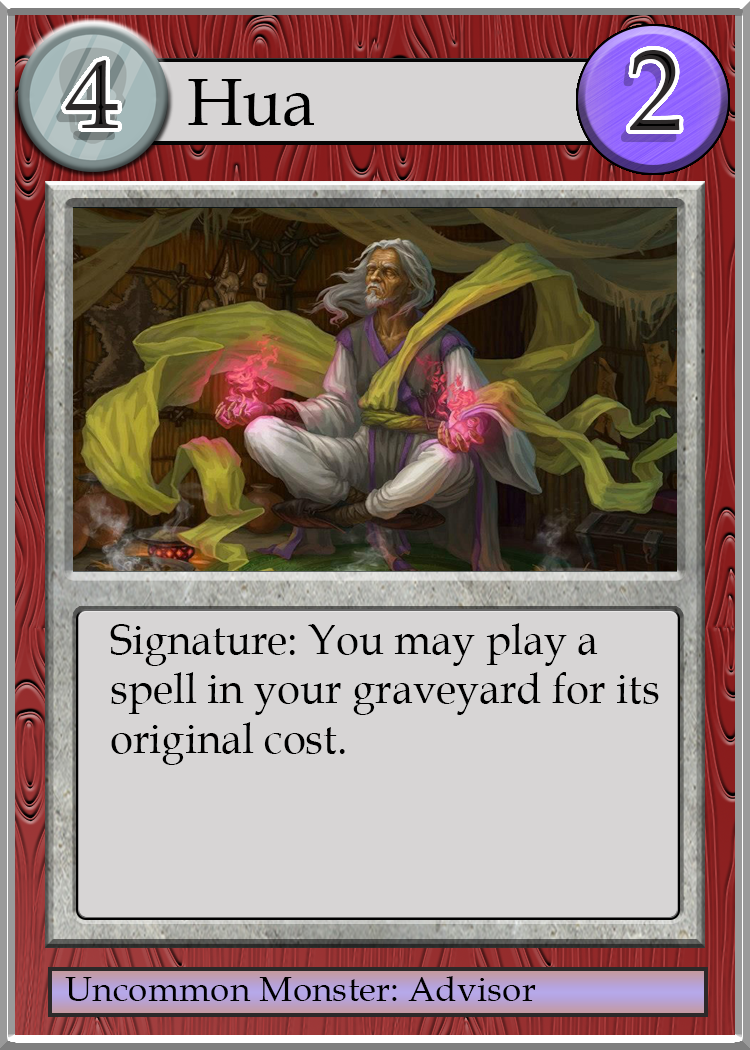 4
Hua
2
Signature: You may play a
spell in your graveyard for its
original cost.
Uncommon Monster: Advisor